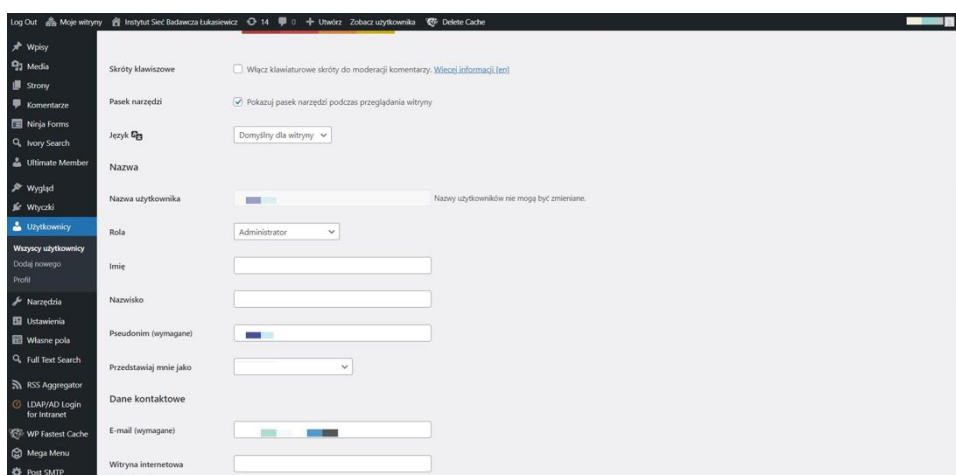 Log Out Moje witryny Instytut Sieć Badawcza Łukasiewicz 14 0 + Utwórz Zobacz użytkownika Delete Cache
Wpisy
Media
Strony
Komentarze
Ninja Forms
Ivory Search
Ultimate Member
Wygląd
Wtyczki
Użytkownicy
Wszyscy użytkownicy
Dodaj nowego
Profil
Narzędzia
Ustawienia
Własne pola
Full Text Search
RSS Aggregator
LDAP/AD Login
for Intranet
WP Fastest Cache
Mega Menu
Post SMTP
Skróty klawiszowe
Włącz klawiaturowe skróty do moderacji komentarzy. Więcej informacji [en]
Pasek narzędzi
Pokazuj pasek narzędzi podczas przeglądania witryny
Język
Domyślny dla witryny
Nazwa
Nazwa użytkownika
Nazwy użytkowników nie mogą być zmieniane.
Rola
Administrator
Imię
Nazwisko
Pseudonim (wymagane)
Przedstawiaj mnie jako
Dane kontaktowe
E-mail (wymagane)
Witryna internetowa